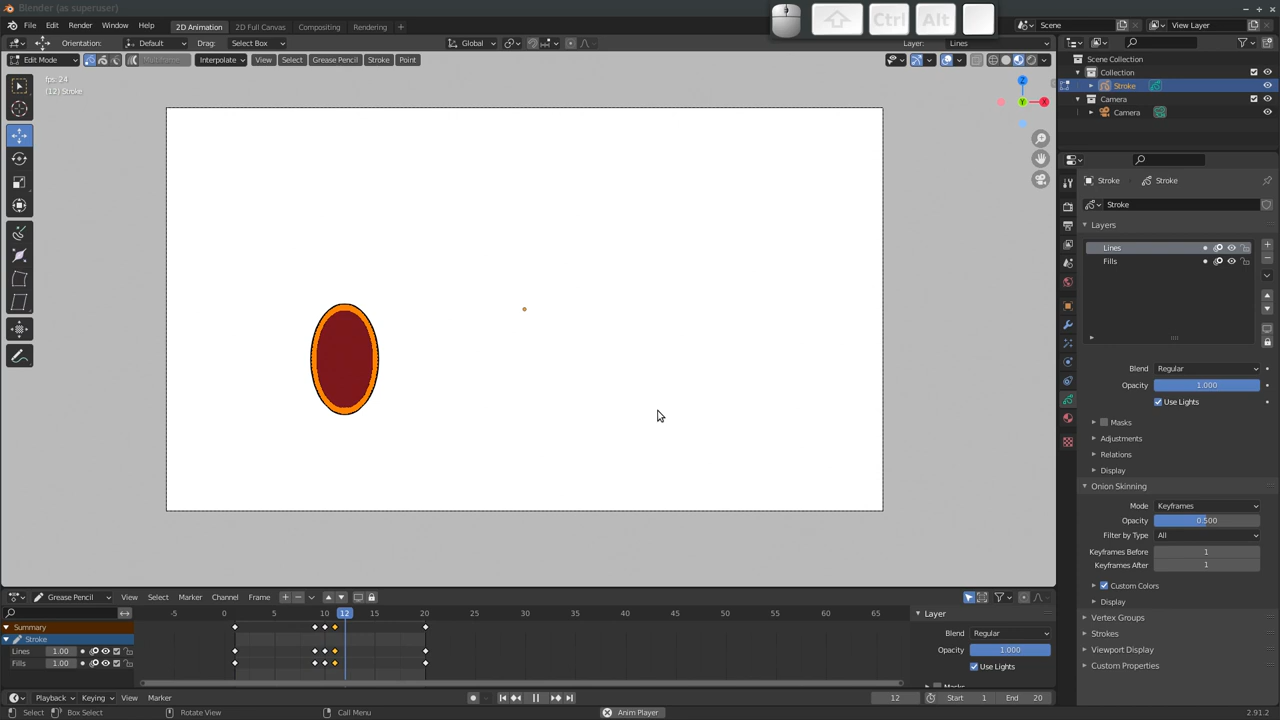 Blender (as superuser)
File Edit Render Window Help 2D Animation 2D Full Canvas Compositing Rendering + Ctrl Alt Scene View Layer
Orientation: Default Drag: Select Box Global Layer: Lines
Edit Mode Interpolate View Select Grease Pencil Stroke Point
fps: 24
(12) Stroke
Z
Y
X
Scene Collection
Collection
Stroke
Camera
Camera
Stroke Stroke
Stroke
Layers
Lines
Fills
Blend Regular
Opacity 1.000
Use Lights
Masks
Adjustments
Relations
Display
Onion Skinning
Mode Keyframes
Opacity 0.500
Filter by Type All
Keyframes Before 1
Keyframes After 1
Custom Colors
Display
Vertex Groups
Strokes
Viewport Display
Custom Properties
Grease Pencil View Select Marker Channel Frame
-5 0 5 10 12 15 20 25 30 35 40 45 50 55 60 65
Layer
Summary
Stroke
Lines 1.00
Fills 1.00
Blend Regular
Opacity 1.000
Use Lights
Masks
Playback Keying View Marker 12 Start 1 End 20
Select Box Select Rotate View Call Menu Anim Player 2.91.2